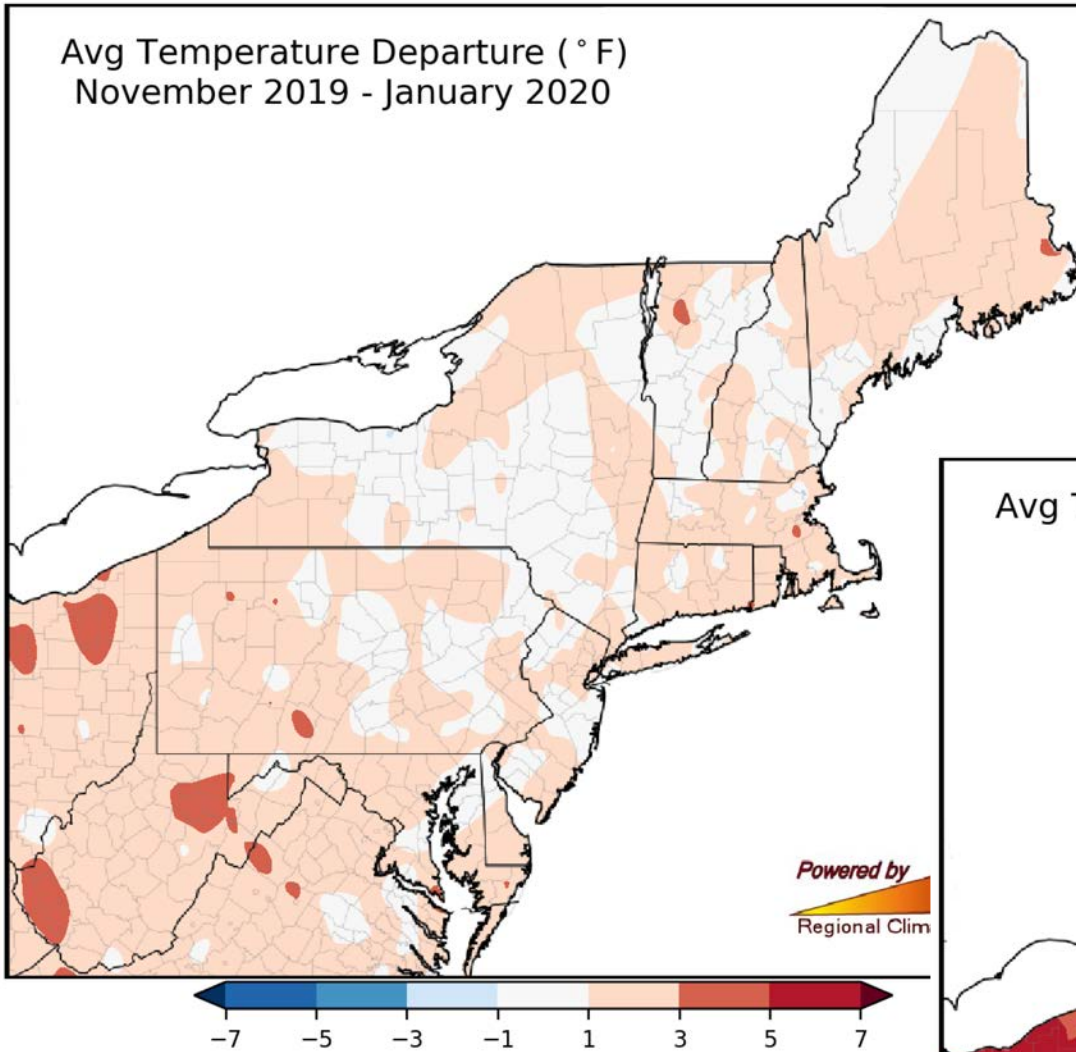 Avg Temperature Departure (°F)
November 2019 - January 2020
Avg
Powered by
Regional
−7 −5 −3 −1 1 3 5 7